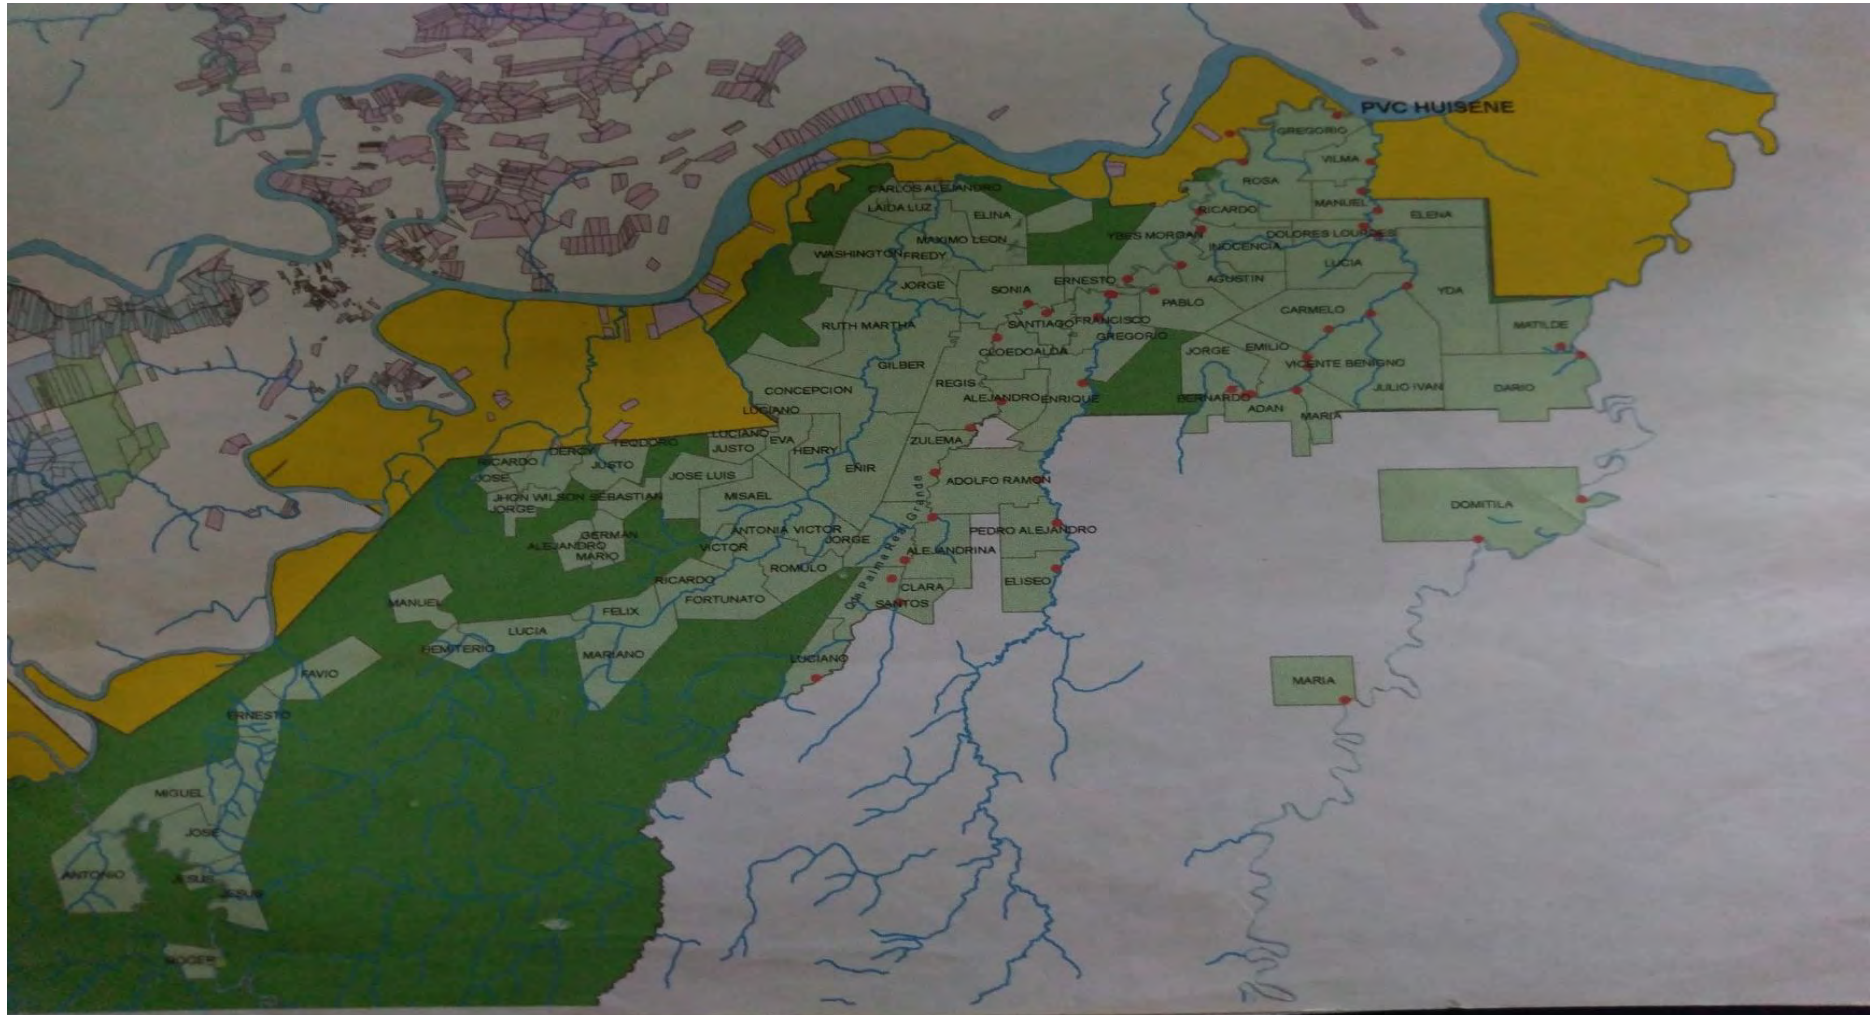 PVC HUISENE
GREGORIO
VILMA
ROSA
CARLOS ALEJANDRO
LAIDA LUZ
ELINA
RICARDO
MANUEL
ELENA
MAXIMO LEON
YBES MORGAN
INOCENCIA
DOLORES LOURDES
WASHINGTON
FREDY
LUCIA
JORGE
SONIA
ERNESTO
AGUSTIN
YDA
PABLO
CARMELO
RUTH MARTHA
SANTIAGO
FRANCISCO
MATILDE
GREGORIO
CLOEDOALDA
JORGE
EMILIO
GILBER
VICENTE BENIGNO
CONCEPCION
REGIS
JULIO IVAN
DARIO
ALEJANDRO
ENRIQUE
BERNARDO
LUCIANO
ADAN
MARIA
LUCIANO
EVA
ZULEMA
TEODORO
JUSTO
HENRY
DERCY
RICARDO
JUSTO
ENIR
JOSE
JOSE LUIS
ADOLFO RAMON
JHON WILSON
SEBASTIAN
MISAEL
DOMITILA
JORGE
Qda Palma Real Grande
ANTONIA
VICTOR
PEDRO ALEJANDRO
GERMAN
JORGE
ALEJANDRO
VICTOR
ALEJANDRINA
MARIO
ROMULO
RICARDO
ELISEO
CLARA
MANUEL
FORTUNATO
SANTOS
FELIX
LUCIA
MARIANO
LUCIANO
FAVIO
MARIA
ERNESTO
MIGUEL
JOSE
ANTONIO
JESUS
JESUS
ROGER